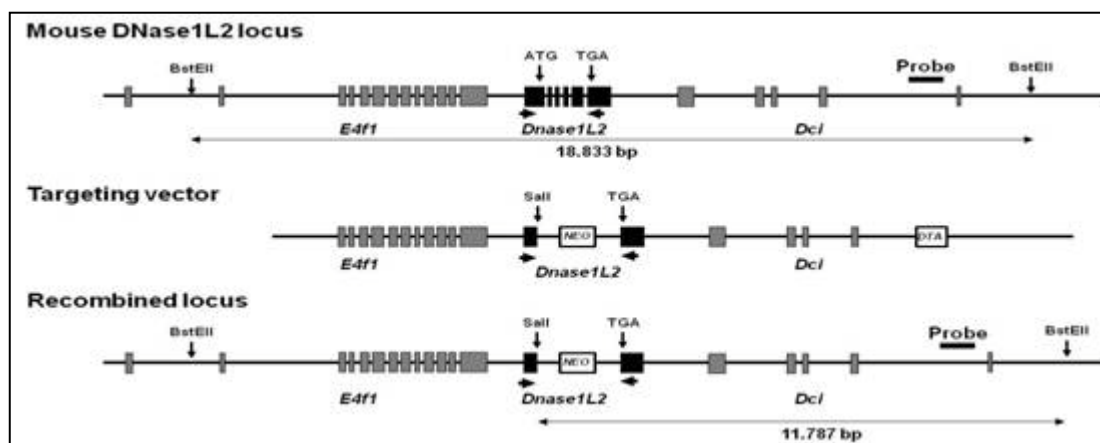 Mouse DNase1L2 locus
BstEII ATG TGA Probe BstEII
E4f1 Dnase1L2 Dci
18.833 bp
Targeting vector
SalI TGA
NEO DTA
E4f1 Dnase1L2 Dci
Recombined locus
BstEII SalI TGA Probe BstEII
NEO
E4f1 Dnase1L2 Dci
11.787 bp